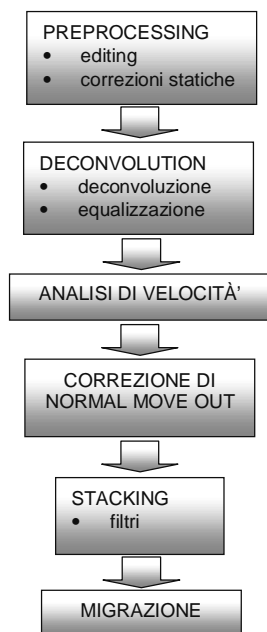 PREPROCESSING
• editing
• correzioni statiche
DECONVOLUTION
• deconvoluzione
• equalizzazione
ANALISI DI VELOCITÀ'
CORREZIONE DI
NORMAL MOVE OUT
STACKING
• filtri
MIGRAZIONE